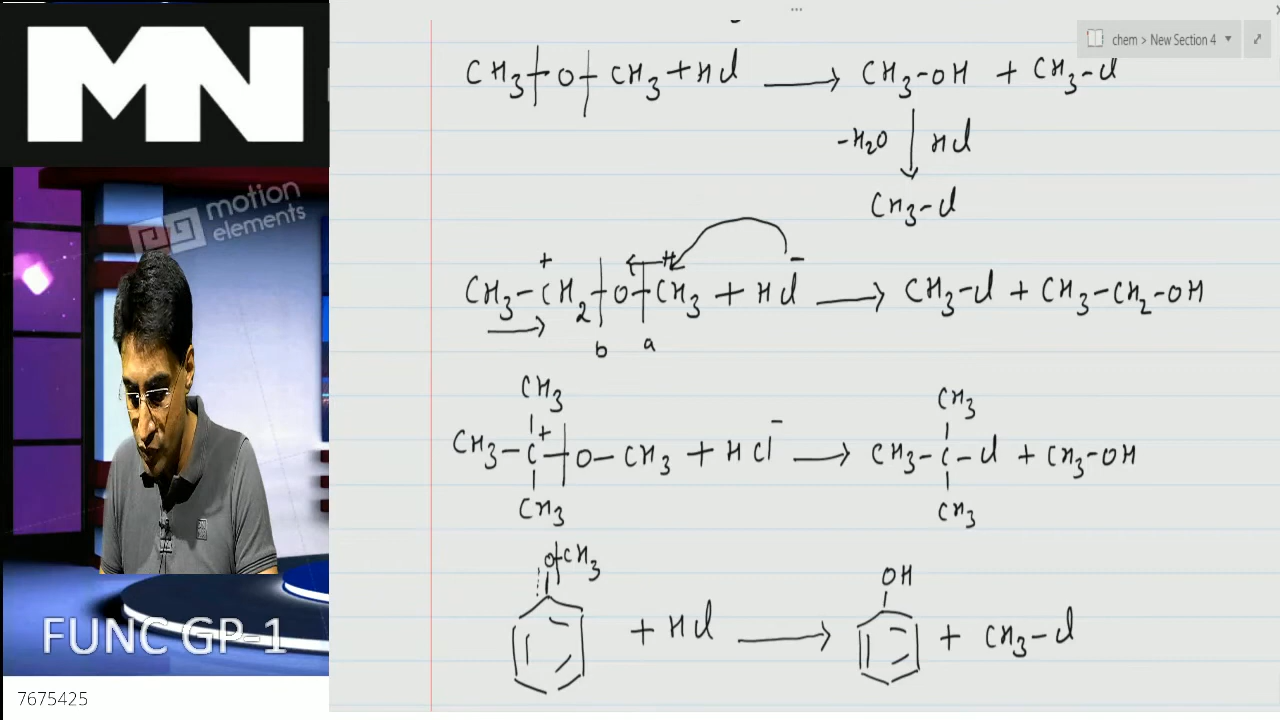 MN
motion
elements
FUNC GP-1
7675425
chem > New Section 4
CH3-O-CH3 + HCl → CH3-OH + CH3-Cl
-H2O HCl
CH3-Cl
+ H -
CH3-CH2-O-CH3 + HCl → CH3-Cl + CH3-CH2-OH
b a
CH3 CH3
+ -
CH3-C-O-CH3 + HCl → CH3-C-Cl + CH3-OH
CH3 CH3
O-CH3 OH
+ HCl → + CH3-Cl